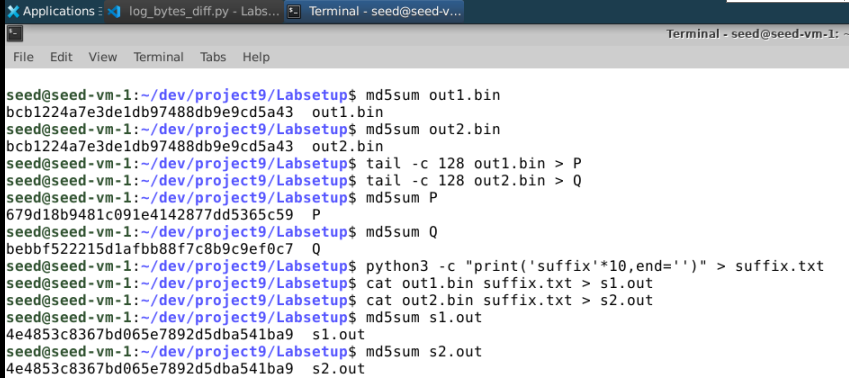 Applications : log_bytes_diff.py - Labs... Terminal - seed@seed-v...
Terminal - seed@seed-vm-1: ~
File Edit View Terminal Tabs Help
seed@seed-vm-1:~/dev/project9/Labsetup$ md5sum out1.bin
bcb1224a7e3de1db97488db9e9cd5a43  out1.bin
seed@seed-vm-1:~/dev/project9/Labsetup$ md5sum out2.bin
bcb1224a7e3de1db97488db9e9cd5a43  out2.bin
seed@seed-vm-1:~/dev/project9/Labsetup$ tail -c 128 out1.bin > P
seed@seed-vm-1:~/dev/project9/Labsetup$ tail -c 128 out2.bin > Q
seed@seed-vm-1:~/dev/project9/Labsetup$ md5sum P
679d18b9481c091e4142877dd5365c59  P
seed@seed-vm-1:~/dev/project9/Labsetup$ md5sum Q
bebbf522215d1afbb88f7c8b9c9ef0c7  Q
seed@seed-vm-1:~/dev/project9/Labsetup$ python3 -c "print('suffix'*10,end='')" > suffix.txt
seed@seed-vm-1:~/dev/project9/Labsetup$ cat out1.bin suffix.txt > s1.out
seed@seed-vm-1:~/dev/project9/Labsetup$ cat out2.bin suffix.txt > s2.out
seed@seed-vm-1:~/dev/project9/Labsetup$ md5sum s1.out
4e4853c8367bd065e7892d5dba541ba9  s1.out
seed@seed-vm-1:~/dev/project9/Labsetup$ md5sum s2.out
4e4853c8367bd065e7892d5dba541ba9  s2.out